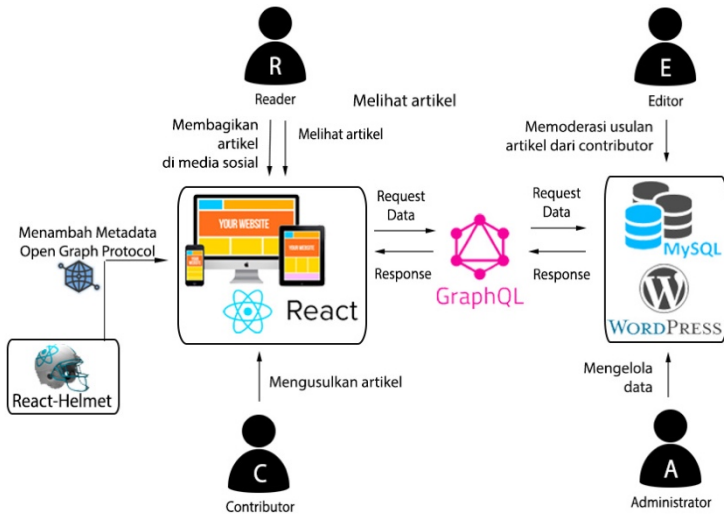 R
Reader
Melihat artikel
E
Editor
Membagikan
artikel
di media sosial
Melihat artikel
Memoderasi usulan
artikel dari contributor
Menambah Metadata
Open Graph Protocol
YOUR WEBSITE
YOUR WEBSITE
React
Request
Data
Response
GraphQL
Request
Data
Response
MySQL
W
WORDPRESS
React-Helmet
Mengusulkan artikel
Mengelola
data
C
Contributor
A
Administrator